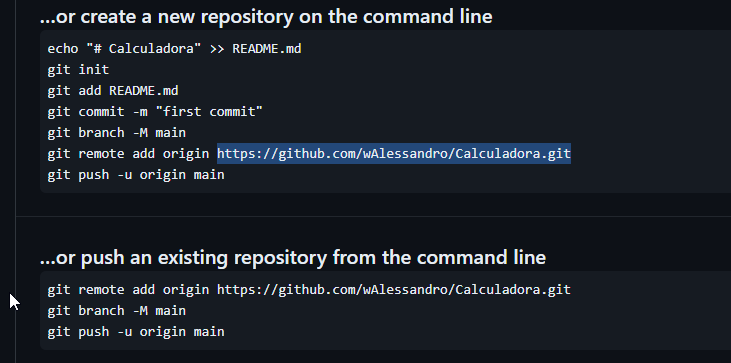 ...or create a new repository on the command line
echo "# Calculadora" >> README.md
git init
git add README.md
git commit -m "first commit"
git branch -M main
git remote add origin https://github.com/wAlessandro/Calculadora.git
git push -u origin main
...or push an existing repository from the command line
git remote add origin https://github.com/wAlessandro/Calculadora.git
git branch -M main
git push -u origin main